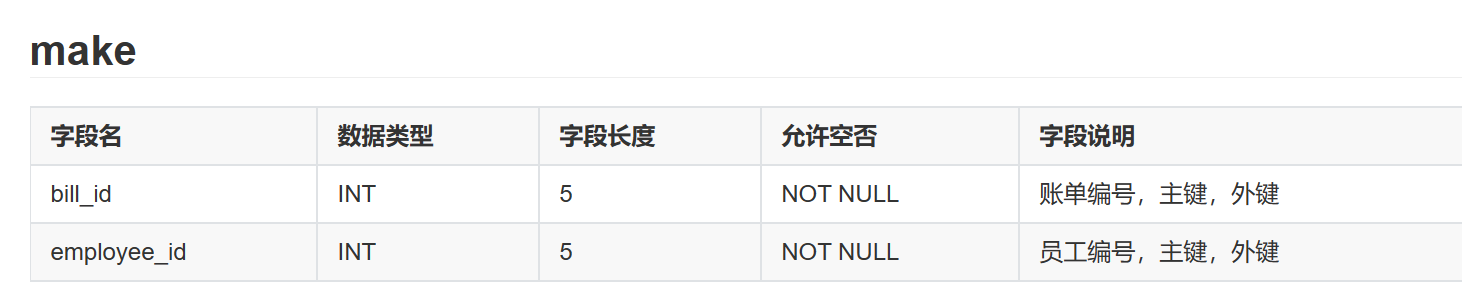 make
字段名 数据类型 字段长度 允许空否 字段说明
bill_id INT 5 NOT NULL 账单编号，主键，外键
employee_id INT 5 NOT NULL 员工编号，主键，外键